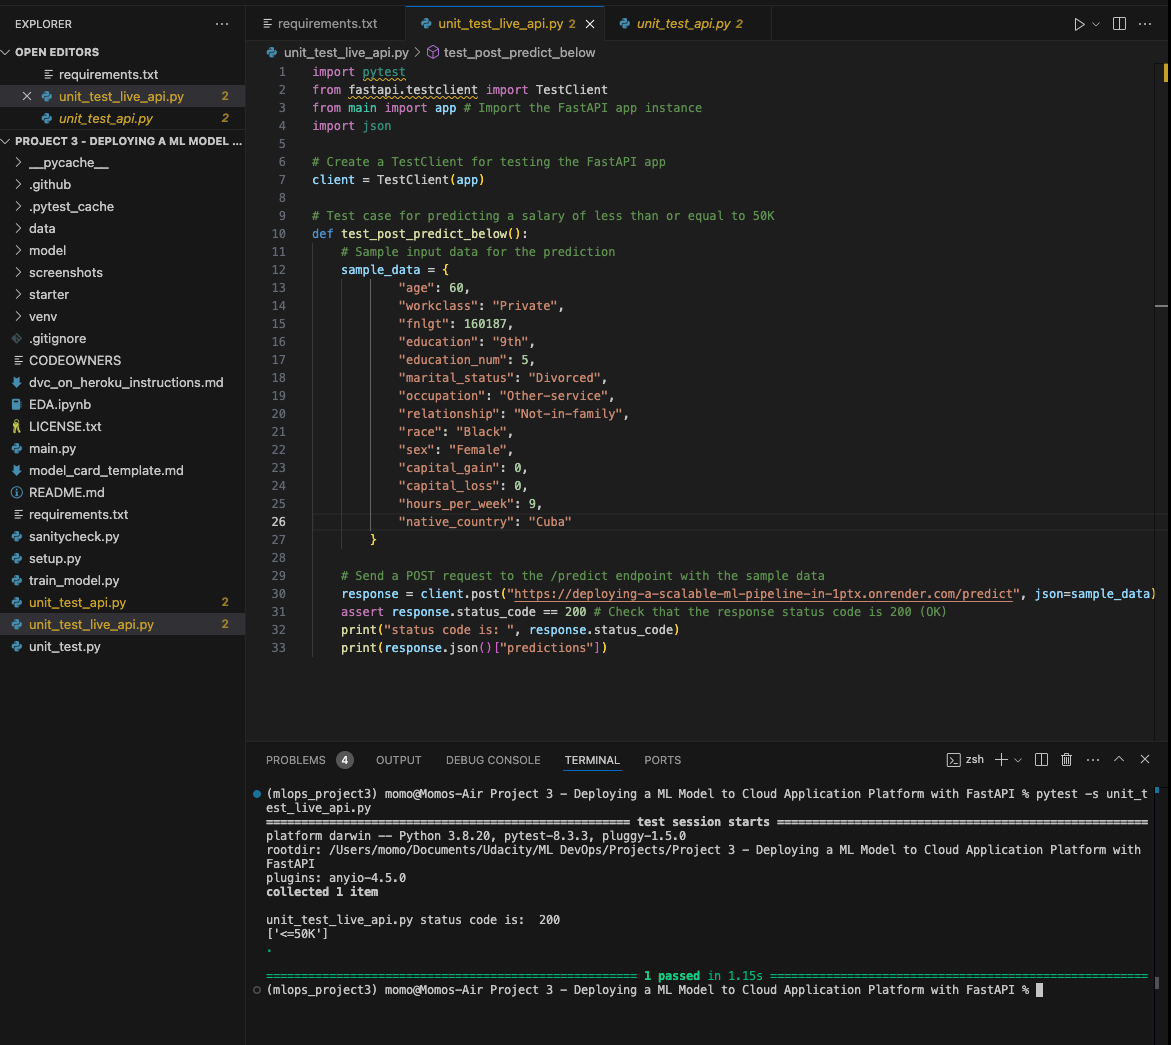 EXPLORER
OPEN EDITORS
requirements.txt
unit_test_live_api.py 2
unit_test_api.py 2
PROJECT 3 - DEPLOYING A ML MODEL ...
__pycache__
.github
.pytest_cache
data
model
screenshots
starter
venv
.gitignore
CODEOWNERS
dvc_on_heroku_instructions.md
EDA.ipynb
LICENSE.txt
main.py
model_card_template.md
README.md
requirements.txt
sanitycheck.py
setup.py
train_model.py
unit_test_api.py 2
unit_test_live_api.py 2
unit_test.py
requirements.txt
unit_test_live_api.py 2
unit_test_api.py 2
unit_test_live_api.py > test_post_predict_below
1 import pytest
2 from fastapi.testclient import TestClient
3 from main import app # Import the FastAPI app instance
4 import json
5
6 # Create a TestClient for testing the FastAPI app
7 client = TestClient(app)
8
9 # Test case for predicting a salary of less than or equal to 50K
10 def test_post_predict_below():
11 # Sample input data for the prediction
12 sample_data = {
13 "age": 60,
14 "workclass": "Private",
15 "fnlgt": 160187,
16 "education": "9th",
17 "education_num": 5,
18 "marital_status": "Divorced",
19 "occupation": "Other-service",
20 "relationship": "Not-in-family",
21 "race": "Black",
22 "sex": "Female",
23 "capital_gain": 0,
24 "capital_loss": 0,
25 "hours_per_week": 9,
26 "native_country": "Cuba"
27 }
28
29 # Send a POST request to the /predict endpoint with the sample data
30 response = client.post("https://deploying-a-scalable-ml-pipeline-in-1ptx.onrender.com/predict", json=sample_data)
31 assert response.status_code == 200 # Check that the response status code is 200 (OK)
32 print("status code is: ", response.status_code)
33 print(response.json()["predictions"])
PROBLEMS 4 OUTPUT DEBUG CONSOLE TERMINAL PORTS
zsh
(mlops_project3) momo@Momos-Air Project 3 - Deploying a ML Model to Cloud Application Platform with FastAPI % pytest -s unit_t
est_live_api.py
==================================================== test session starts =====================================================
platform darwin -- Python 3.8.20, pytest-8.3.3, pluggy-1.5.0
rootdir: /Users/momo/Documents/Udacity/ML DevOps/Projects/Project 3 - Deploying a ML Model to Cloud Application Platform with
FastAPI
plugins: anyio-4.5.0
collected 1 item
unit_test_live_api.py status code is:  200
['<=50K']
.
===================================================== 1 passed in 1.15s ======================================================
(mlops_project3) momo@Momos-Air Project 3 - Deploying a ML Model to Cloud Application Platform with FastAPI %